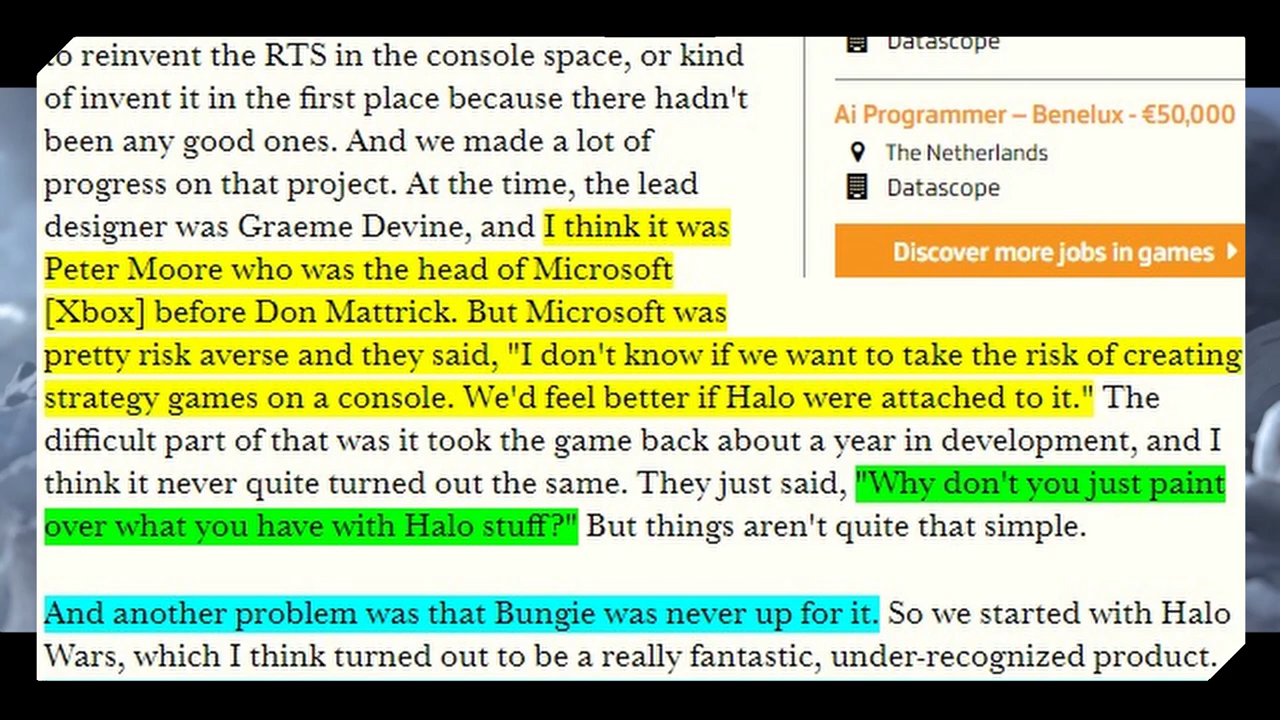 to reinvent the RTS in the console space, or kind
of invent it in the first place because there hadn't
been any good ones. And we made a lot of
progress on that project. At the time, the lead
designer was Graeme Devine, and I think it was
Peter Moore who was the head of Microsoft
[Xbox] before Don Mattrick. But Microsoft was
pretty risk averse and they said, "I don't know if we want to take the risk of creating
strategy games on a console. We'd feel better if Halo were attached to it." The
difficult part of that was it took the game back about a year in development, and I
think it never quite turned out the same. They just said, "Why don't you just paint
over what you have with Halo stuff?" But things aren't quite that simple.
And another problem was that Bungie was never up for it. So we started with Halo
Wars, which I think turned out to be a really fantastic, under-recognized product.
Datascope
Ai Programmer – Benelux - €50,000
The Netherlands
Datascope
Discover more jobs in games